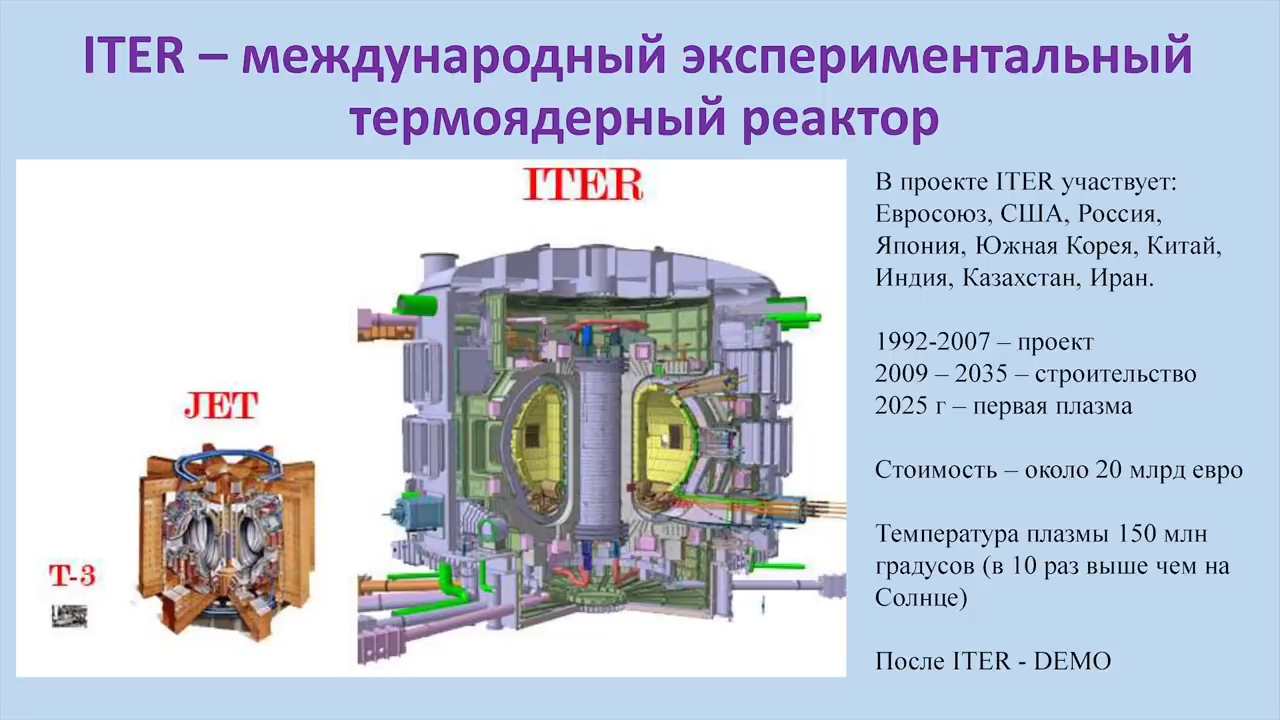 ITER – международный экспериментальный
термоядерный реактор
ITER
JET
T-3
В проекте ITER участвует:
Евросоюз, США, Россия,
Япония, Южная Корея, Китай,
Индия, Казахстан, Иран.
1992-2007 – проект
2009 – 2035 – строительство
2025 г – первая плазма
Стоимость – около 20 млрд евро
Температура плазмы 150 млн
градусов (в 10 раз выше чем на
Солнце)
После ITER - DEMO